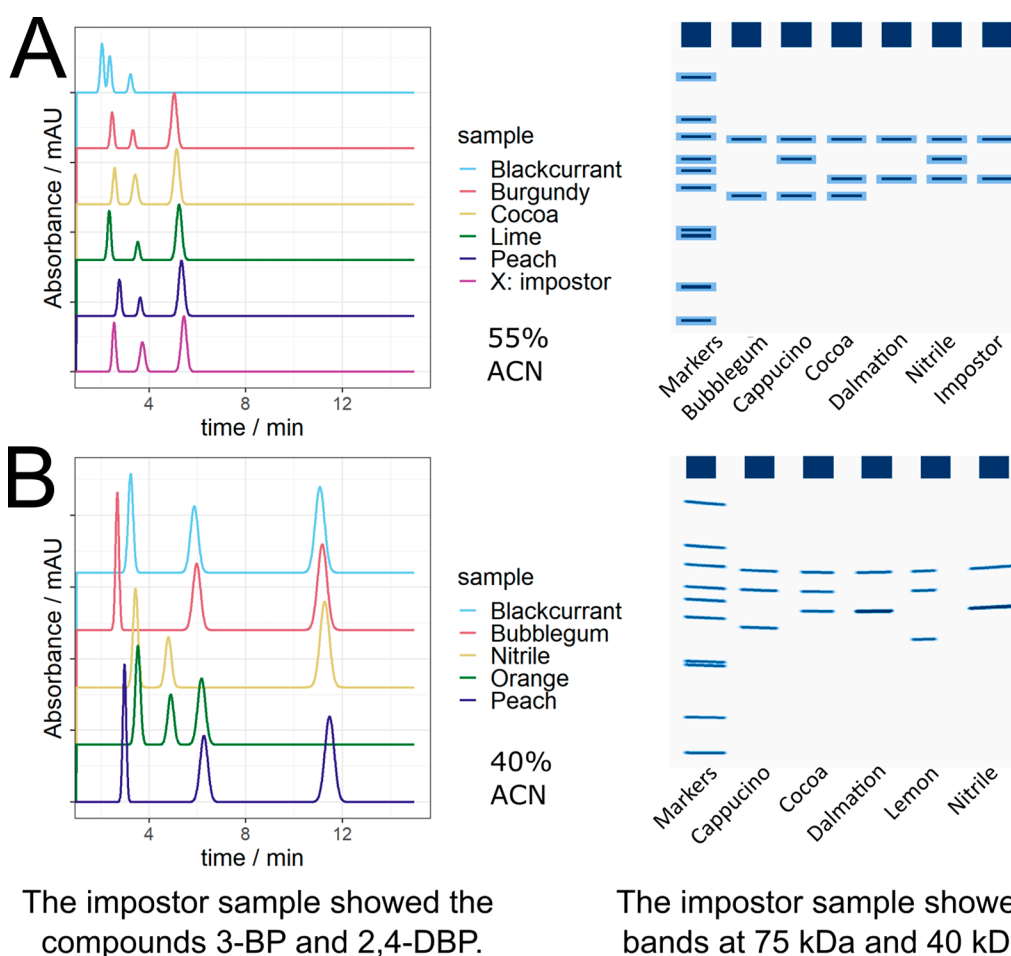 A
Absorbance / mAU
4 8 12
time / min
sample
Blackcurrant
Burgundy
Cocoa
Lime
Peach
X: impostor
55%
ACN
Markers
Bubblegum
Cappucino
Cocoa
Dalmation
Nitrile
Impostor
B
Absorbance / mAU
4 8 12
time / min
sample
Blackcurrant
Bubblegum
Nitrile
Orange
Peach
40%
ACN
Markers
Cappucino
Cocoa
Dalmation
Lemon
Nitrile
The impostor sample showed the
compounds 3-BP and 2,4-DBP.
The impostor sample showe
bands at 75 kDa and 40 kD